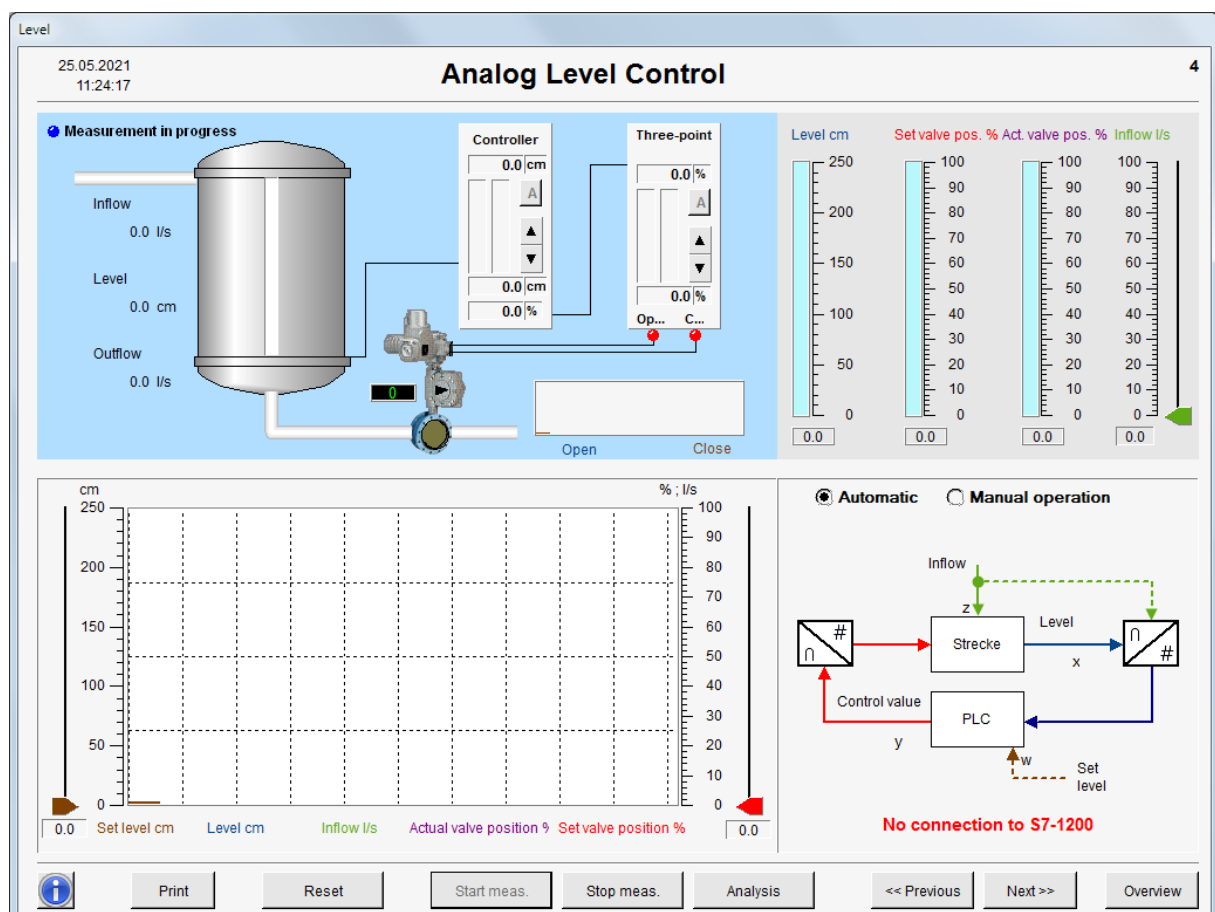 Level
25.05.2021
11:24:17
Analog Level Control
4
Measurement in progress
Inflow
0.0 l/s
Level
0.0 cm
Outflow
0.0 l/s
Controller
0.0 cm
A
0.0 cm
0.0 %
Three-point
0.0 %
A
0.0 %
Op... C...
0
Open Close
Level cm Set valve pos. % Act. valve pos. % Inflow l/s
250 100 100 100
90 90 90
200 80 80 80
70 70 70
150 60 60 60
50 50 50
100 40 40 40
30 30 30
50 20 20 20
10 10 10
0 0 0 0
0.0 0.0 0.0 0.0
cm % ; l/s
250 100
90
200 80
70
150 60
50
100 40
30
50 20
10
0 0
0.0 Set level cm Level cm Inflow l/s Actual valve position % Set valve position % 0.0
Automatic Manual operation
Inflow
z
Level
# ∩ Strecke ∩ #
x
Control value
PLC
y
w
Set
level
No connection to S7-1200
i Print Reset Start meas. Stop meas. Analysis << Previous Next >> Overview